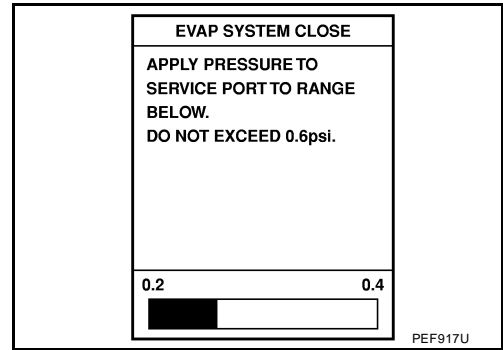 EVAP SYSTEM CLOSE
APPLY PRESSURE TO
SERVICE PORT TO RANGE
BELOW.
DO NOT EXCEED 0.6psi.
0.2 0.4
PEF917U